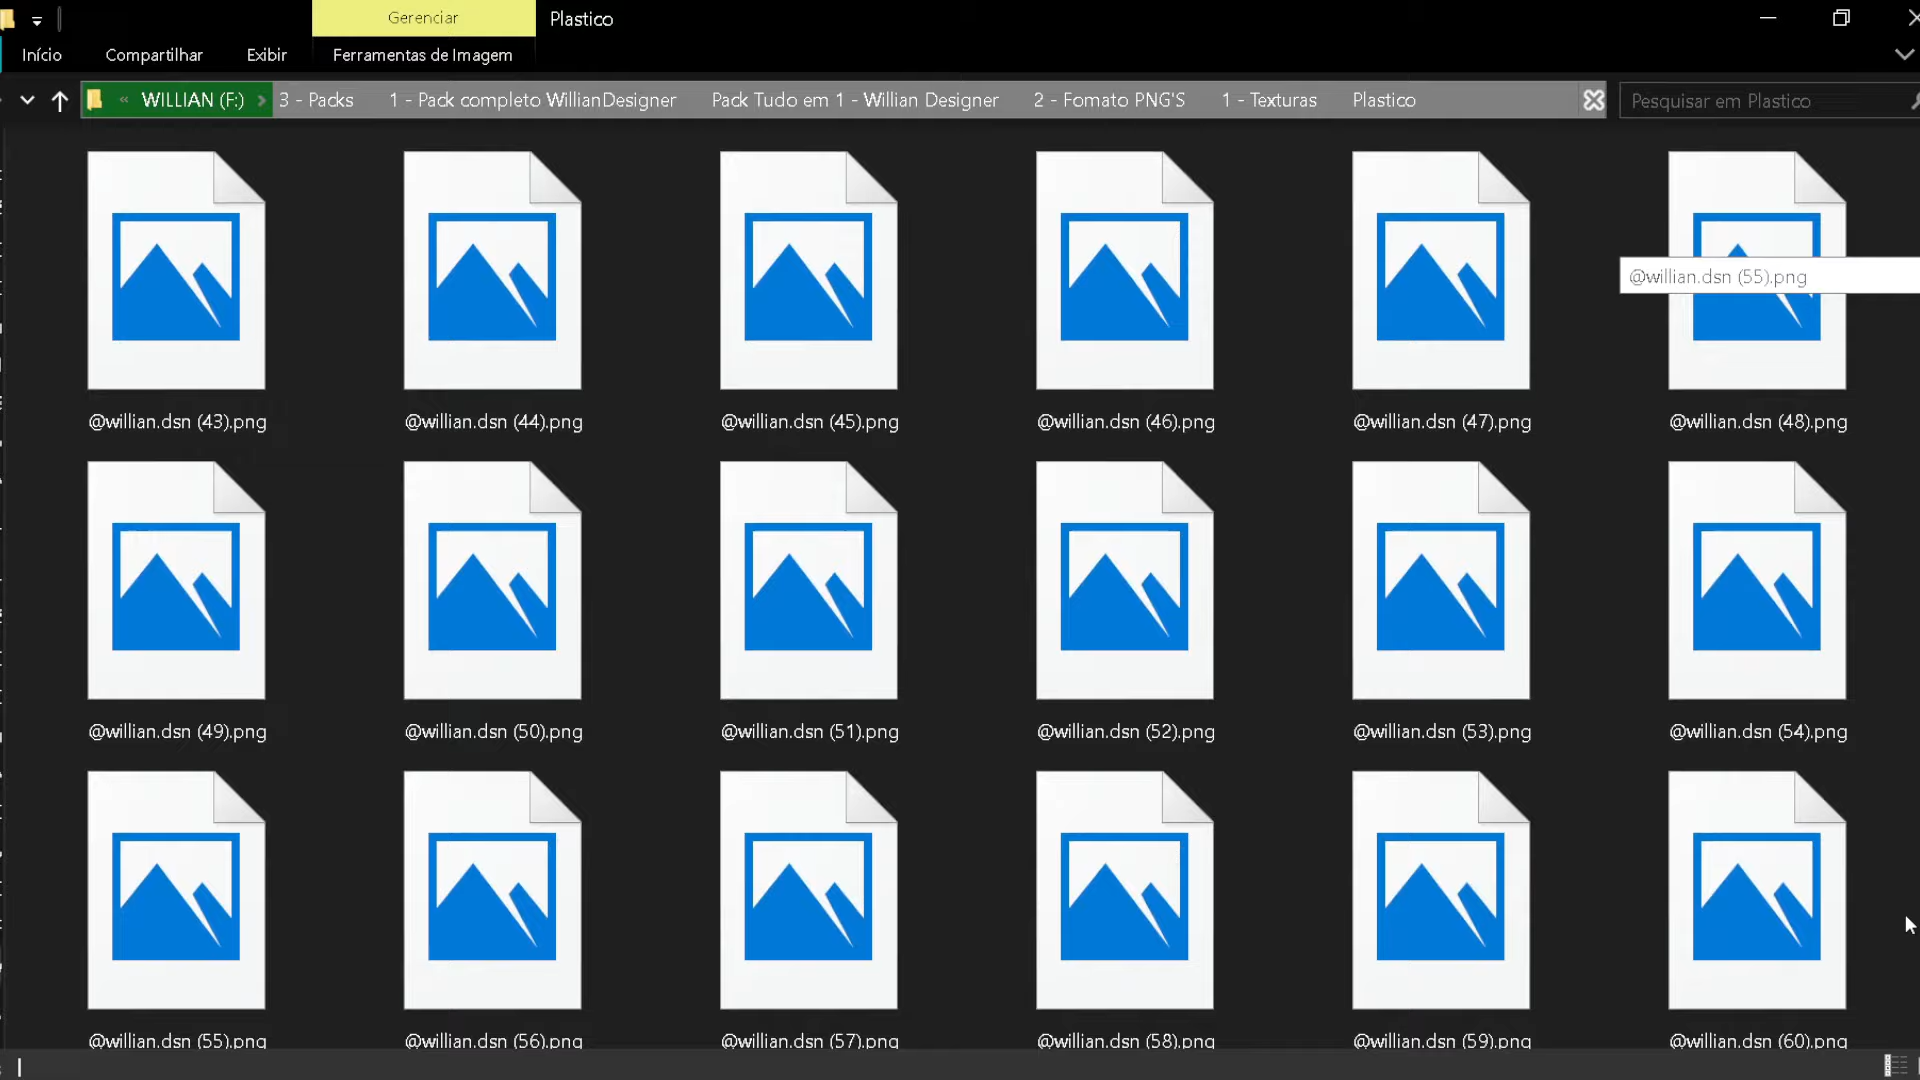 Gerenciar Plastico
Início Compartilhar Exibir Ferramentas de Imagem
« WILLIAN (F:) 3 - Packs 1 - Pack completo WillianDesigner Pack Tudo em 1 - Willian Designer 2 - Fomato PNG'S 1 - Texturas Plastico Pesquisar em Plastico
@willian.dsn (55).png
@willian.dsn (43).png @willian.dsn (44).png @willian.dsn (45).png @willian.dsn (46).png @willian.dsn (47).png @willian.dsn (48).png
@willian.dsn (49).png @willian.dsn (50).png @willian.dsn (51).png @willian.dsn (52).png @willian.dsn (53).png @willian.dsn (54).png
@willian.dsn (55).png @willian.dsn (56).png @willian.dsn (57).png @willian.dsn (58).png @willian.dsn (59).png @willian.dsn (60).png